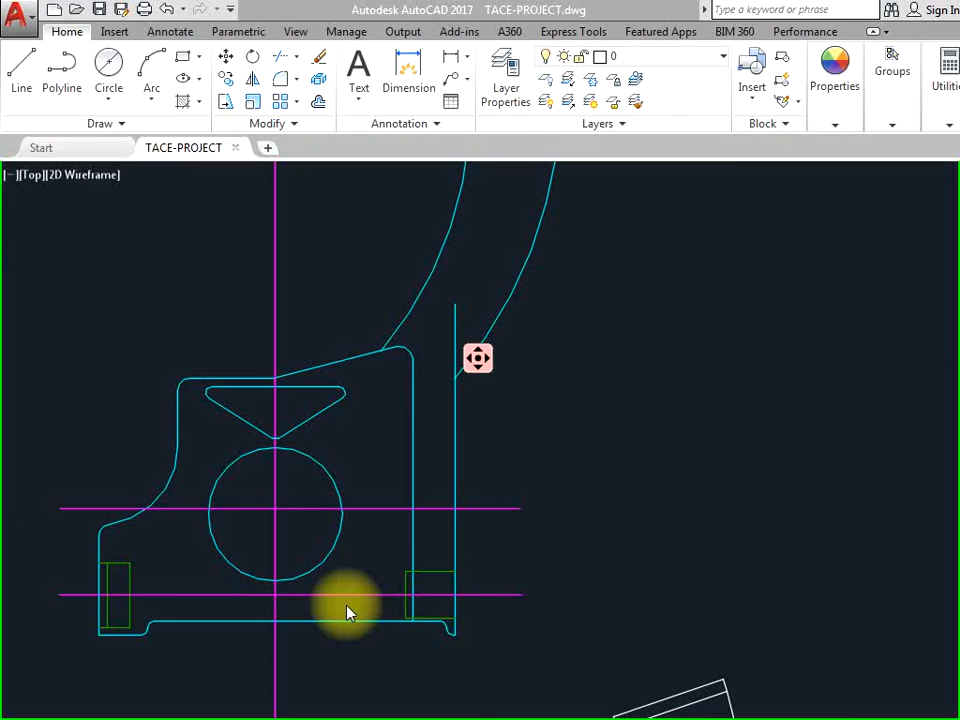 Autodesk AutoCAD 2017 TACE-PROJECT.dwg
Type a keyword or phrase
Sign In
Home Insert Annotate Parametric View Manage Output Add-ins A360 Express Tools Featured Apps BIM 360 Performance
Line Polyline Circle Arc
Text Dimension
Layer Properties
0
Insert
Properties
Groups
Draw Modify Annotation Layers Block
Start TACE-PROJECT
[−][Top][2D Wireframe]